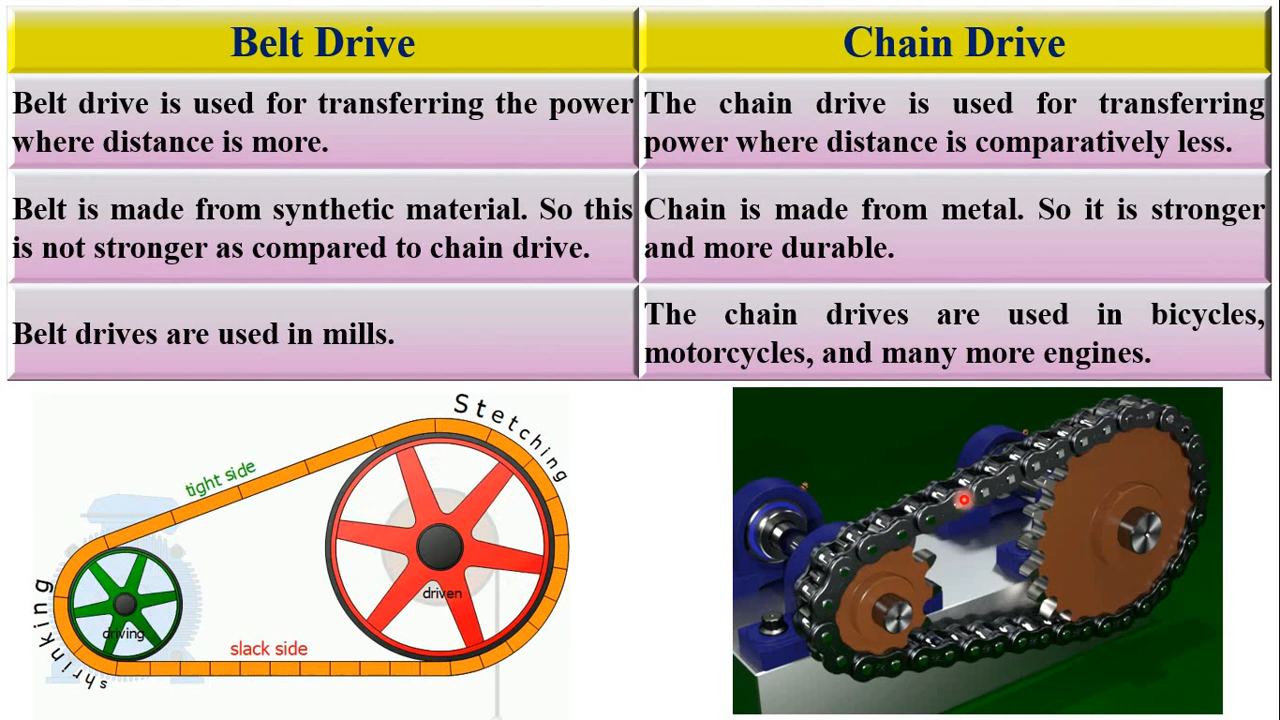 Belt Drive
Chain Drive
Belt drive is used for transferring the power
where distance is more.
The chain drive is used for transferring
power where distance is comparatively less.
Belt is made from synthetic material. So this
is not stronger as compared to chain drive.
Chain is made from metal. So it is stronger
and more durable.
Belt drives are used in mills.
The chain drives are used in bicycles,
motorcycles, and many more engines.
Stetching
tight side
driven
shrinking
driving
slack side